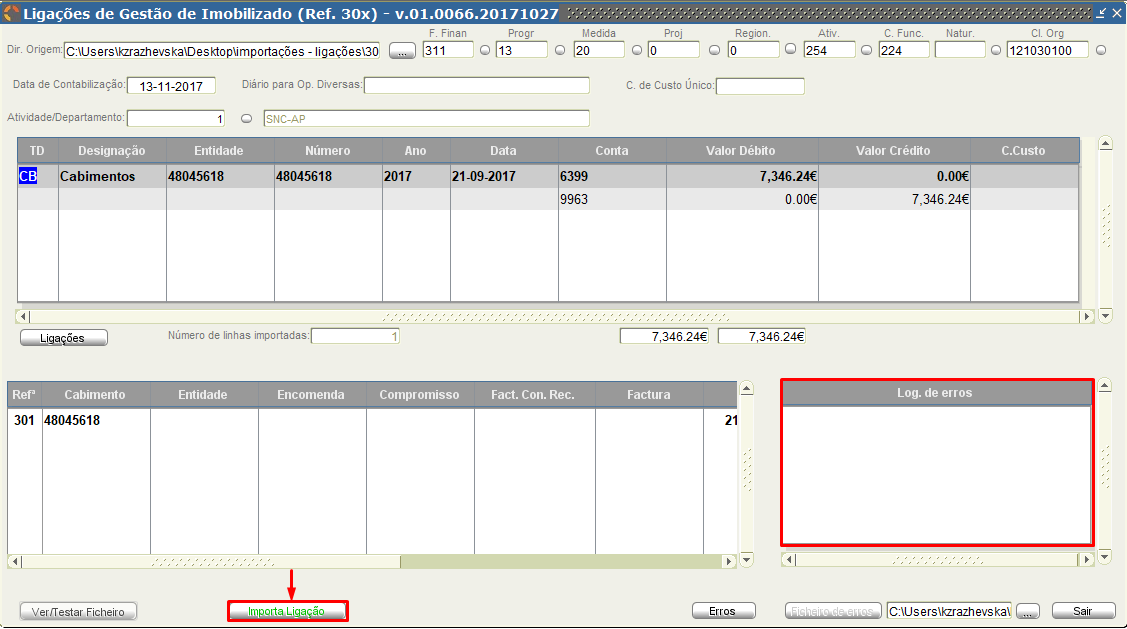 Ligações de Gestão de Imobilizado (Ref. 30x) - v.01.0066.20171027
F. Finan Progr Medida Proj Region. Ativ. C. Func. Natur. Cl. Org
Dir. Origem: C:\Users\kzrazhevska\Desktop\importações - ligações\30 ... 311 13 20 0 0 254 224 121030100
Data de Contabilização: 13-11-2017 Diário para Op. Diversas: C. de Custo Único:
Atividade/Departamento: 1 SNC-AP
TD Designação Entidade Número Ano Data Conta Valor Débito Valor Crédito C.Custo
CB Cabimentos 48045618 48045618 2017 21-09-2017 6399 7,346.24€ 0.00€
9963 0.00€ 7,346.24€
Ligações Número de linhas importadas: 1 7,346.24€ 7,346.24€
Refª Cabimento Entidade Encomenda Compromisso Fact. Con. Rec. Factura Log. de erros
301 48045618 21
Ver/Testar Ficheiro Importa Ligação Erros Ficheiro de erros C:\Users\kzrazhevska\ ... Sair